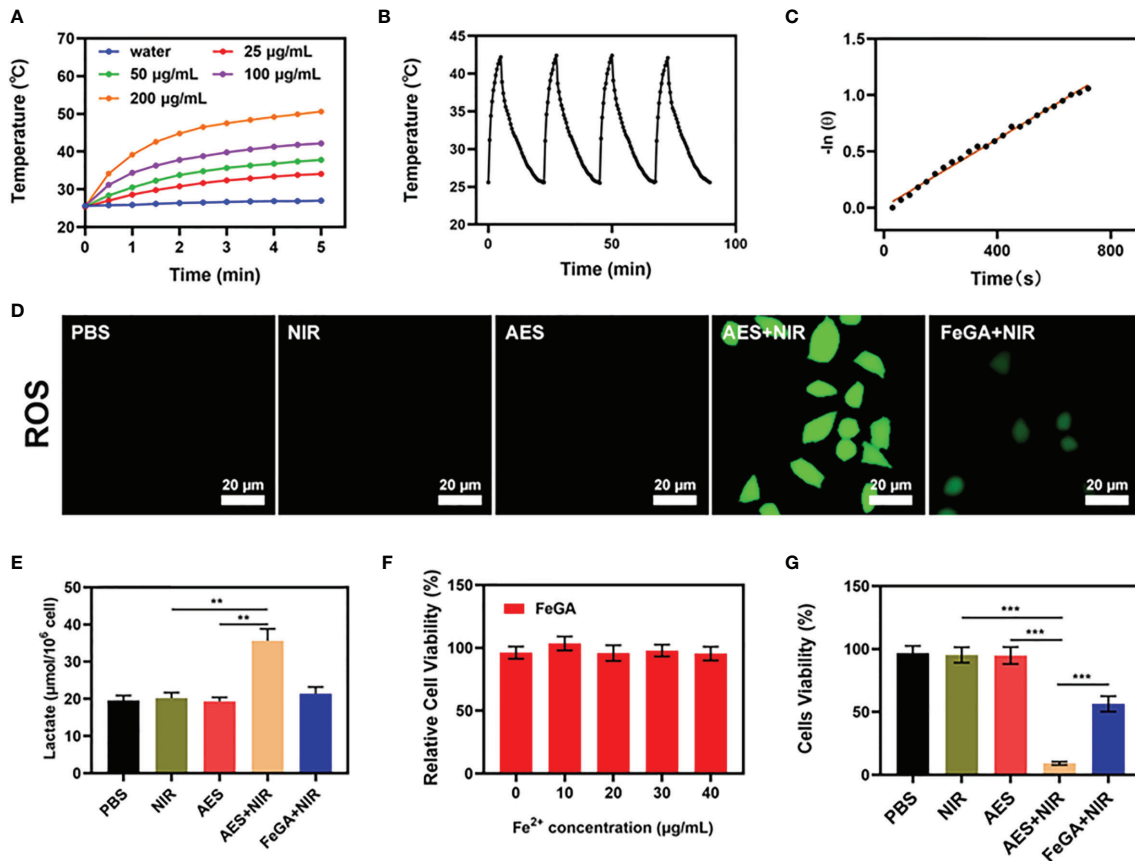 A
Temperature (℃)
70
60
50
40
30
20
water
25 µg/mL
50 µg/mL
100 µg/mL
200 µg/mL
0 1 2 3 4 5
Time (min)
B
Temperature (℃)
45
40
35
30
25
20
0 50 100
Time (min)
C
-ln (θ)
1.5
1.0
0.5
0.0
0 400 800
Time (s)
D
ROS
PBS
20 µm
NIR
20 µm
AES
20 µm
AES+NIR
20 µm
FeGA+NIR
20 µm
E
Lactate (µmol/10⁶ cell)
50
40
30
20
10
0
**
**
PBS
NIR
AES
AES+NIR
FeGA+NIR
F
Relative Cell Viability (%)
150
100
50
0
FeGA
0 10 20 30 40
Fe²⁺ concentration (µg/mL)
G
Cells Viability (%)
150
100
50
0
***
***
***
PBS
NIR
AES
AES+NIR
FeGA+NIR